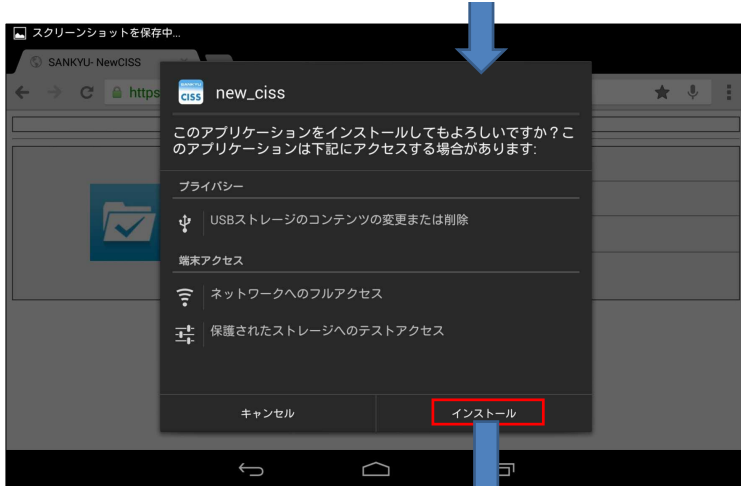 スクリーンショットを保存中...
SANKYU- NewCISS
https
SANKYU
CISS
new_ciss
このアプリケーションをインストールしてもよろしいですか？こ
のアプリケーションは下記にアクセスする場合があります:
プライバシー
USBストレージのコンテンツの変更または削除
端末アクセス
ネットワークへのフルアクセス
保護されたストレージへのテストアクセス
キャンセル
インストール